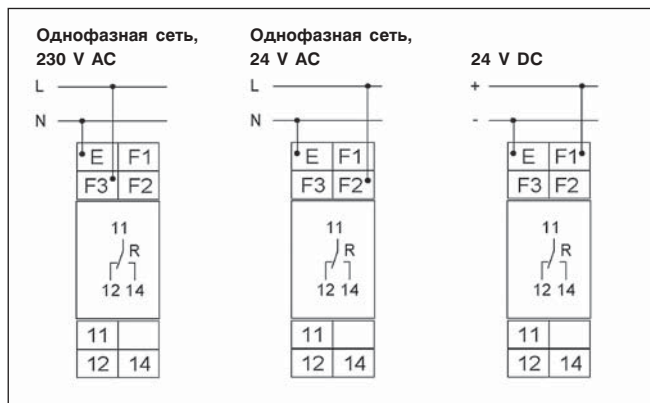 Однофазная сеть,
230 V AC
L
N
E F1
F3 F2
11
R
12 14
11
12 14
Однофазная сеть,
24 V AC
L
N
E F1
F3 F2
11
R
12 14
11
12 14
24 V DC
+
-
E F1
F3 F2
11
R
12 14
11
12 14